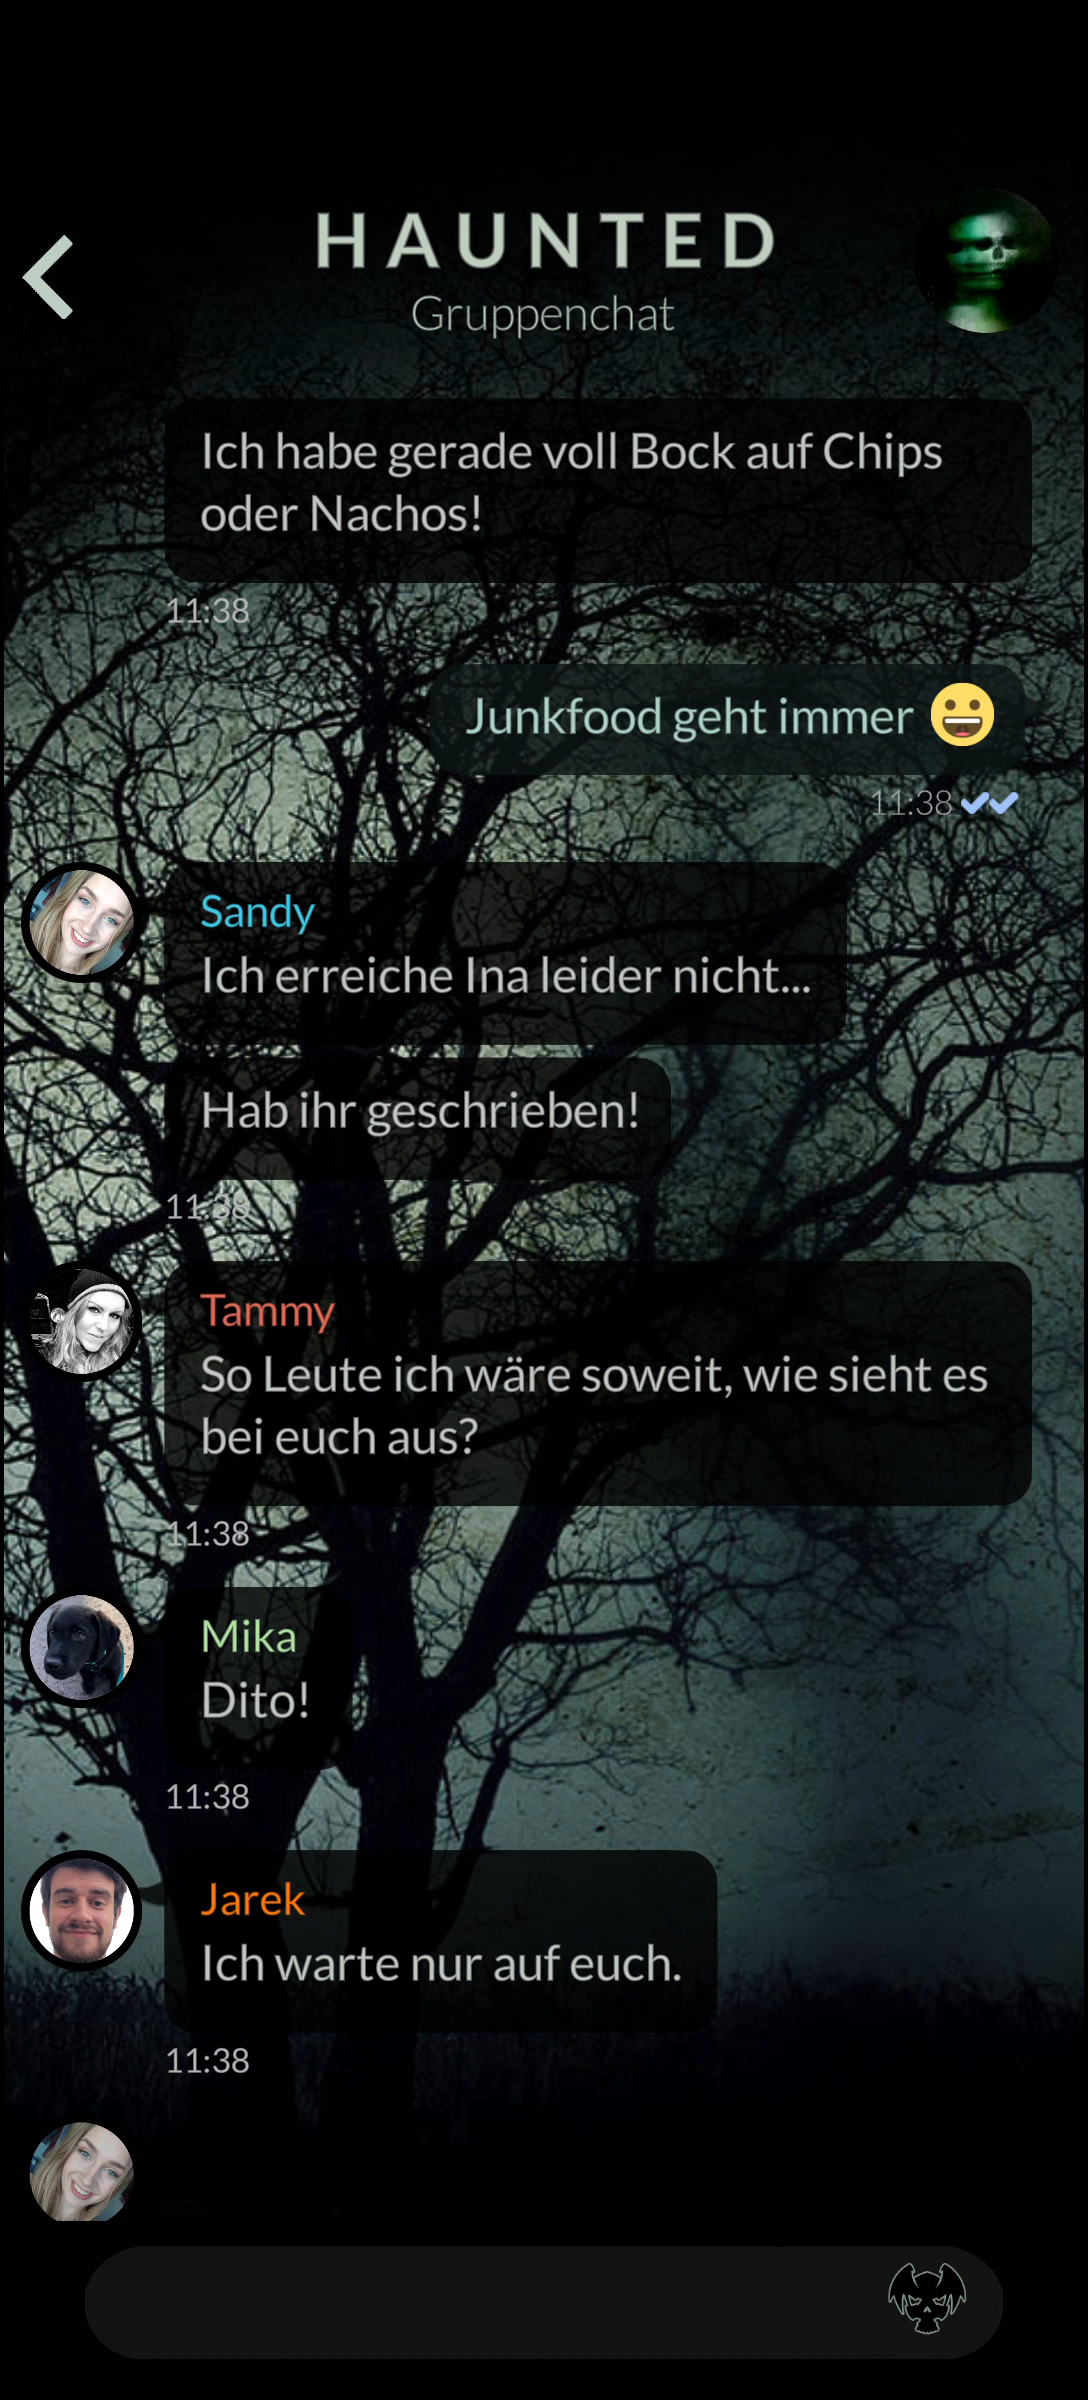 HAUNTED
Gruppenchat
Ich habe gerade voll Bock auf Chips
oder Nachos!
11:38
Junkfood geht immer 😀
11:38
Sandy
Ich erreiche Ina leider nicht...
Hab ihr geschrieben!
11:38
Tammy
So Leute ich wäre soweit, wie sieht es
bei euch aus?
11:38
Mika
Dito!
11:38
Jarek
Ich warte nur auf euch.
11:38